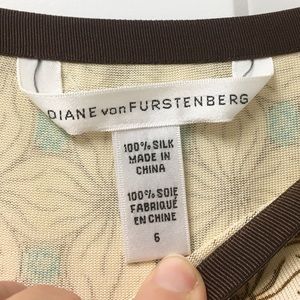 DIANE von FURSTENBERG
100% SILK
MADE IN
CHINA
100% SOIE
FABRIQUÉ
EN CHINE
6